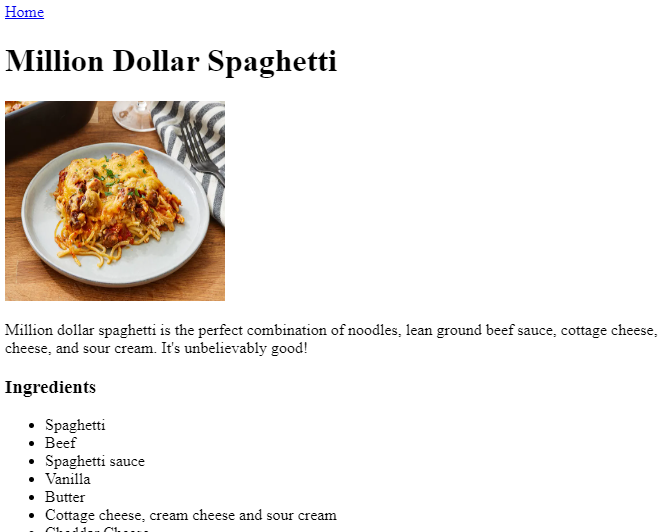 Home
Million Dollar Spaghetti
Million dollar spaghetti is the perfect combination of noodles, lean ground beef sauce, cottage cheese,
cheese, and sour cream. It's unbelievably good!
Ingredients
Spaghetti
Beef
Spaghetti sauce
Vanilla
Butter
Cottage cheese, cream cheese and sour cream
Cheddar Cheese